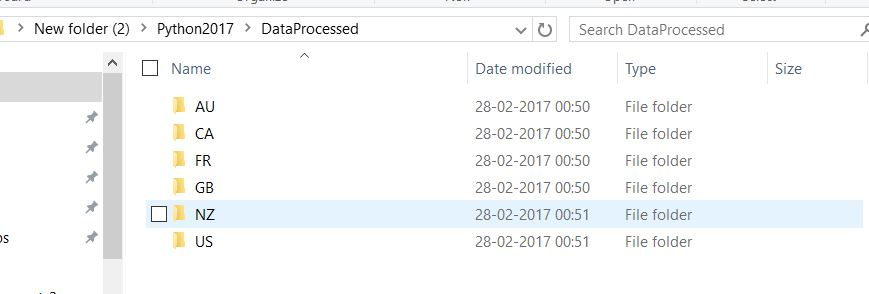 New folder (2) > Python2017 > DataProcessed
Search DataProcessed
Name Date modified Type Size
AU 28-02-2017 00:50 File folder
CA 28-02-2017 00:50 File folder
FR 28-02-2017 00:50 File folder
GB 28-02-2017 00:50 File folder
NZ 28-02-2017 00:51 File folder
US 28-02-2017 00:51 File folder